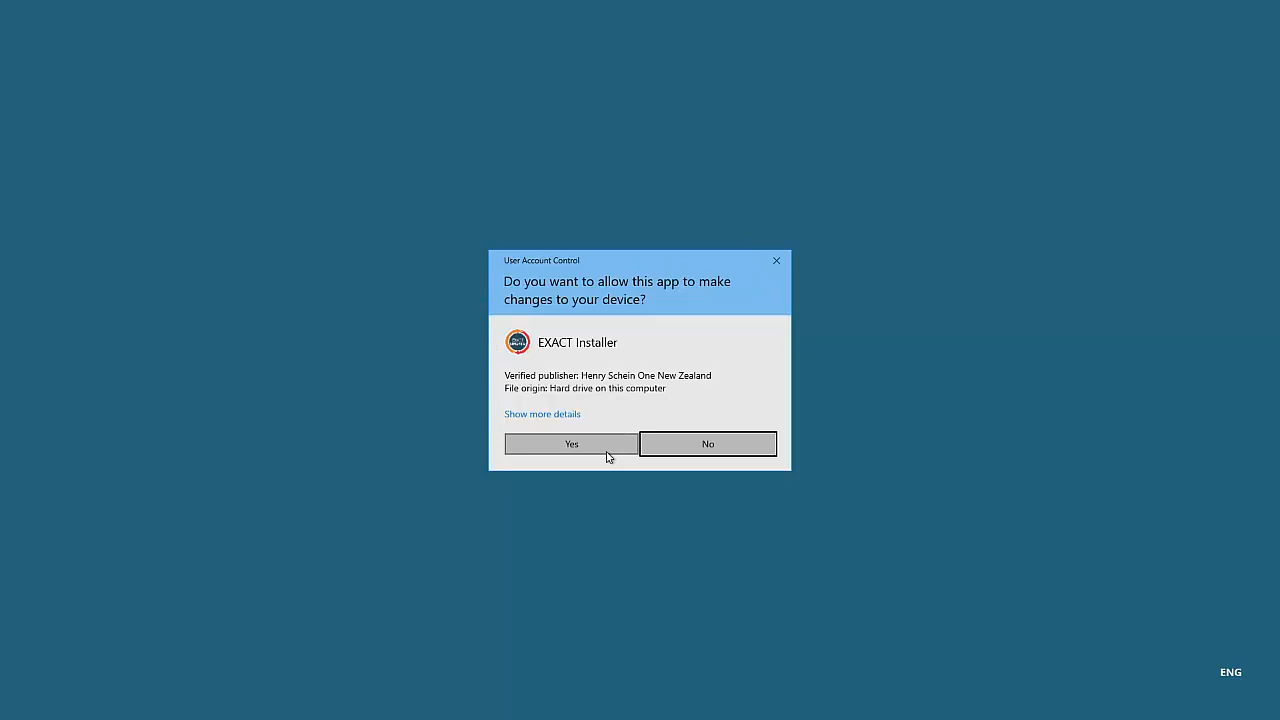 User Account Control
Do you want to allow this app to make
changes to your device?
EXACT Installer
Verified publisher: Henry Schein One New Zealand
File origin: Hard drive on this computer
Show more details
Yes
No
ENG